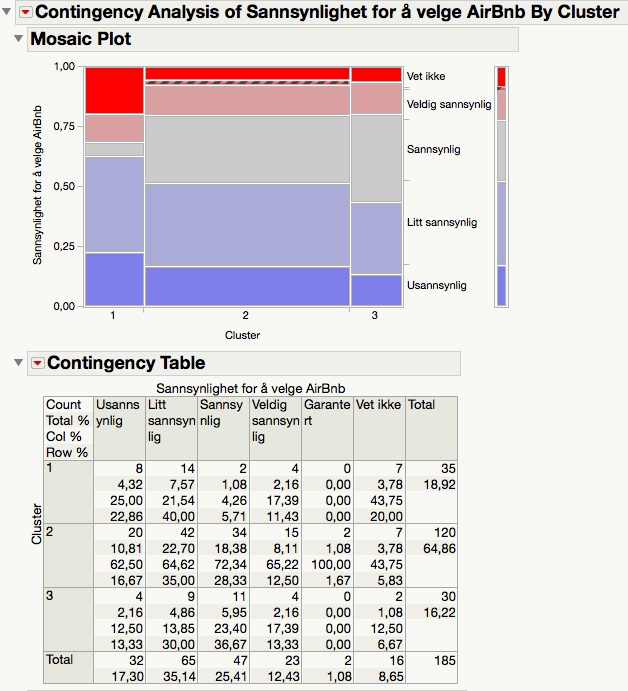 Contingency Analysis of Sannsynlighet for å velge AirBnb By Cluster
Mosaic Plot
Sannsynlighet for å velge AirBnb
1,00
0,75
0,50
0,25
0,00
Vet ikke
Veldig sannsynlig
Sannsynlig
Litt sannsynlig
Usannsynlig
1 2 3
Cluster
Contingency Table
Sannsynlighet for å velge AirBnb
Count Usanns Litt Sannsy Veldig Garante Vet ikke Total
Total % ynlig sannsyn nlig sannsyn rt
Col % lig lig
Row %
Cluster
1 8 14 2 4 0 7 35
4,32 7,57 1,08 2,16 0,00 3,78 18,92
25,00 21,54 4,26 17,39 0,00 43,75
22,86 40,00 5,71 11,43 0,00 20,00
2 20 42 34 15 2 7 120
10,81 22,70 18,38 8,11 1,08 3,78 64,86
62,50 64,62 72,34 65,22 100,00 43,75
16,67 35,00 28,33 12,50 1,67 5,83
3 4 9 11 4 0 2 30
2,16 4,86 5,95 2,16 0,00 1,08 16,22
12,50 13,85 23,40 17,39 0,00 12,50
13,33 30,00 36,67 13,33 0,00 6,67
Total 32 65 47 23 2 16 185
17,30 35,14 25,41 12,43 1,08 8,65